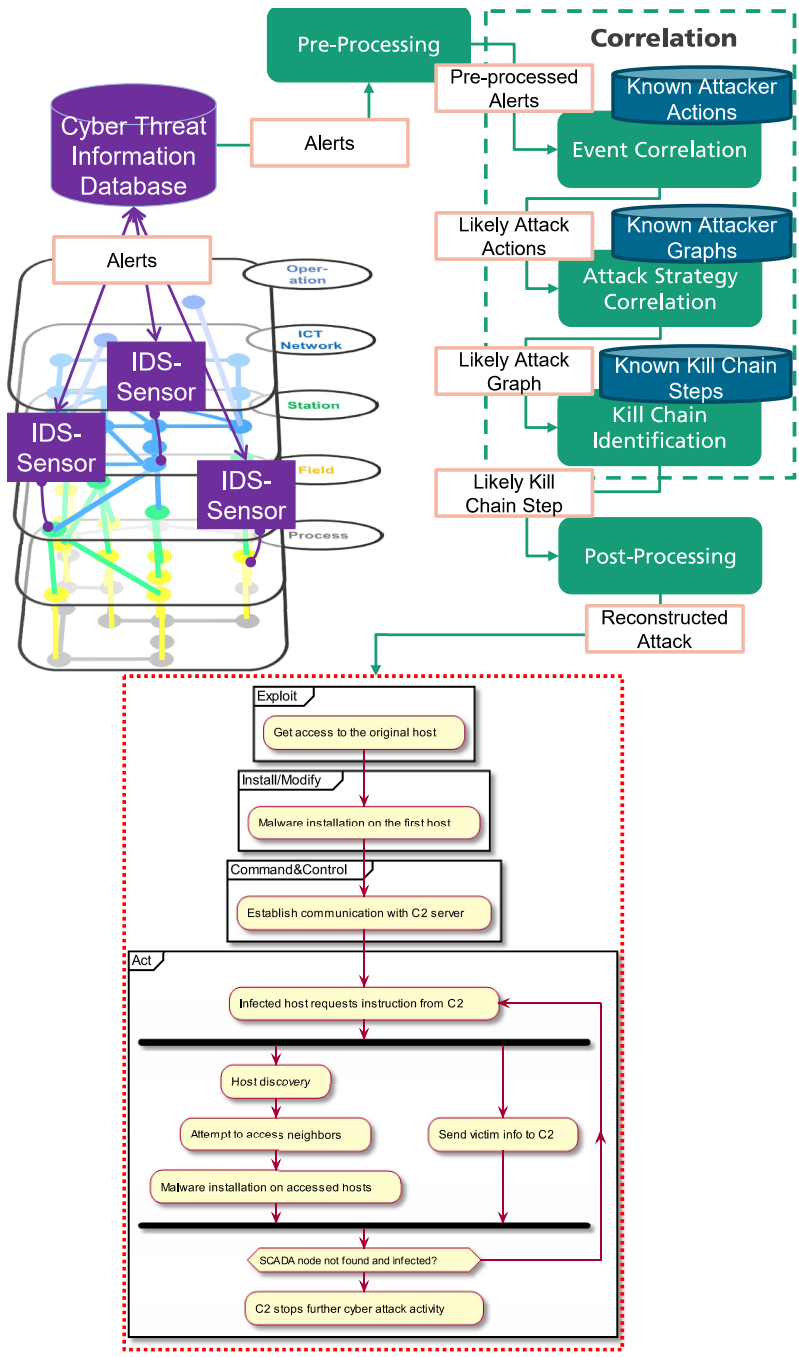 Pre-Processing
Correlation
Pre-processed
Alerts
Known Attacker
Actions
Cyber Threat
Information
Database
Alerts
Event Correlation
Likely Attack
Actions
Known Attacker
Graphs
Alerts
Attack Strategy
Correlation
Oper-
ation
ICT
Network
IDS-
Sensor
Likely Attack
Graph
Known Kill Chain
Steps
Station
IDS-
Sensor
Kill Chain
Identification
Field
IDS-
Sensor
Likely Kill
Chain Step
Process
Post-Processing
Reconstructed
Attack
Exploit
Get access to the original host
Install/Modify
Malware installation on the first host
Command&Control
Establish communication with C2 server
Act
Infected host requests instruction from C2
Host discovery
Attempt to access neighbors
Send victim info to C2
Malware installation on accessed hosts
SCADA node not found and infected?
C2 stops further cyber attack activity